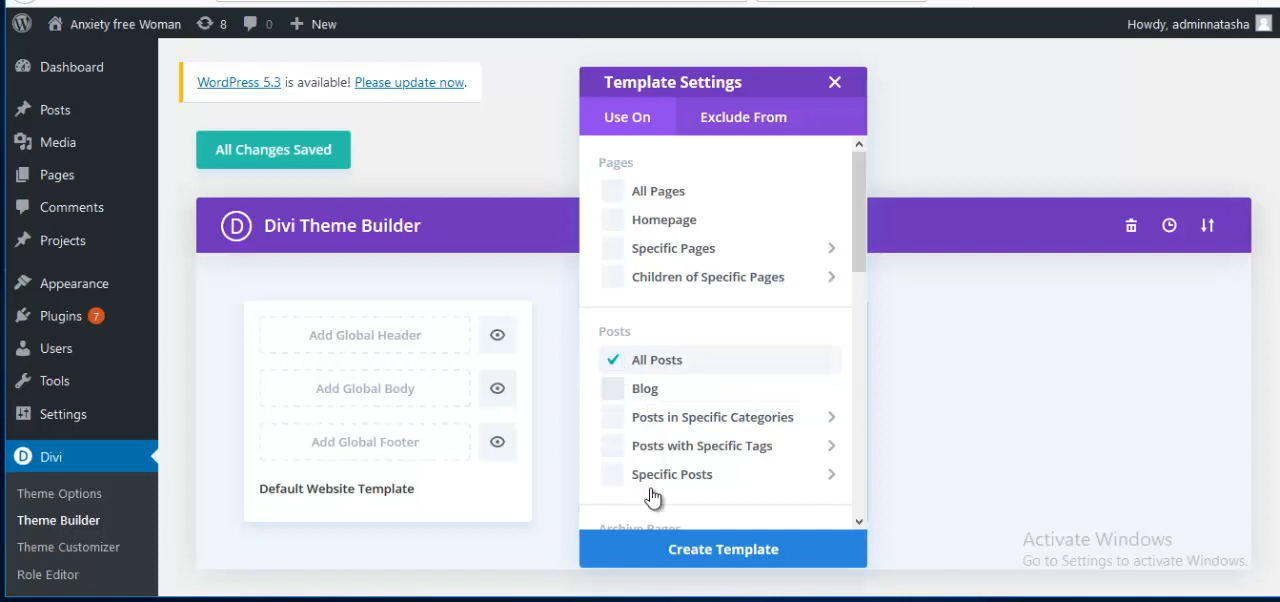 Anxiety free Woman
8
0
New
Howdy, adminnatasha
Dashboard
Posts
Media
Pages
Comments
Projects
Appearance
Plugins 7
Users
Tools
Settings
Divi
Theme Options
Theme Builder
Theme Customizer
Role Editor
WordPress 5.3 is available! Please update now.
All Changes Saved
Divi Theme Builder
Add Global Header
Add Global Body
Add Global Footer
Default Website Template
Template Settings
Use On
Exclude From
Pages
All Pages
Homepage
Specific Pages
Children of Specific Pages
Posts
All Posts
Blog
Posts in Specific Categories
Posts with Specific Tags
Specific Posts
Archive Pages
Create Template
Activate Windows
Go to Settings to activate Windows.